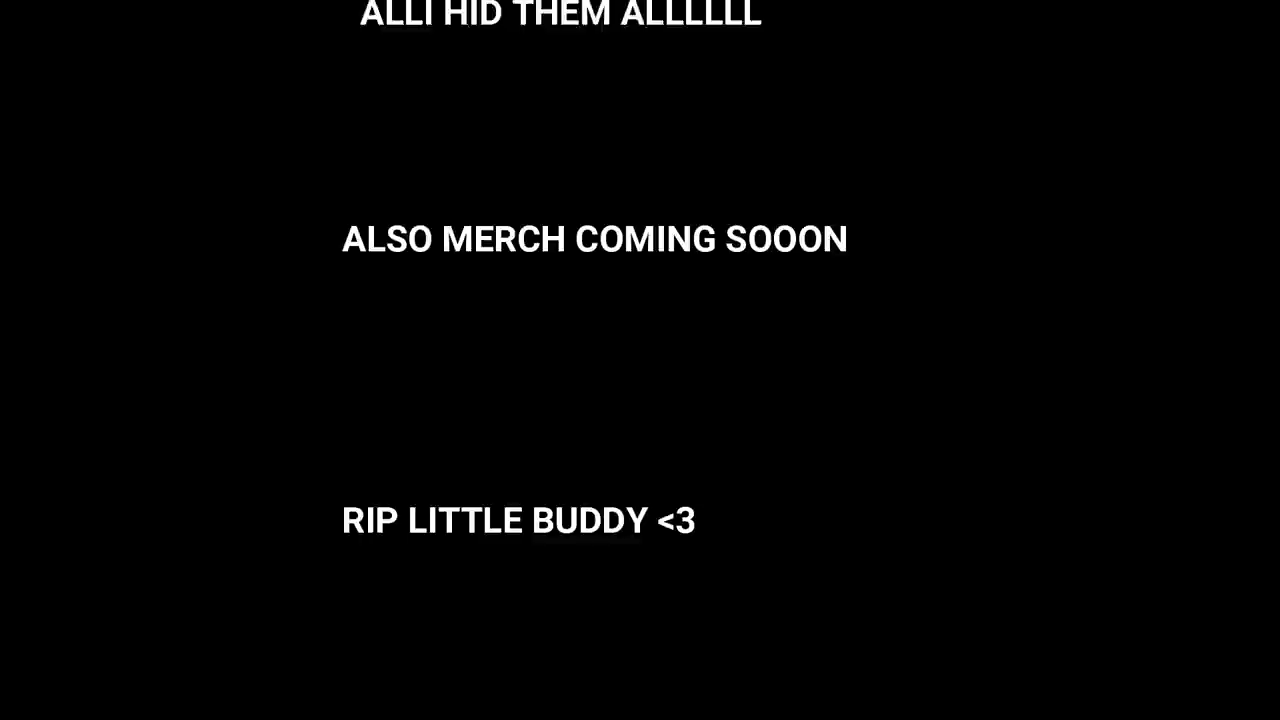 ALLI HID THEM ALLLLLL
ALSO MERCH COMING SOOON
RIP LITTLE BUDDY <3